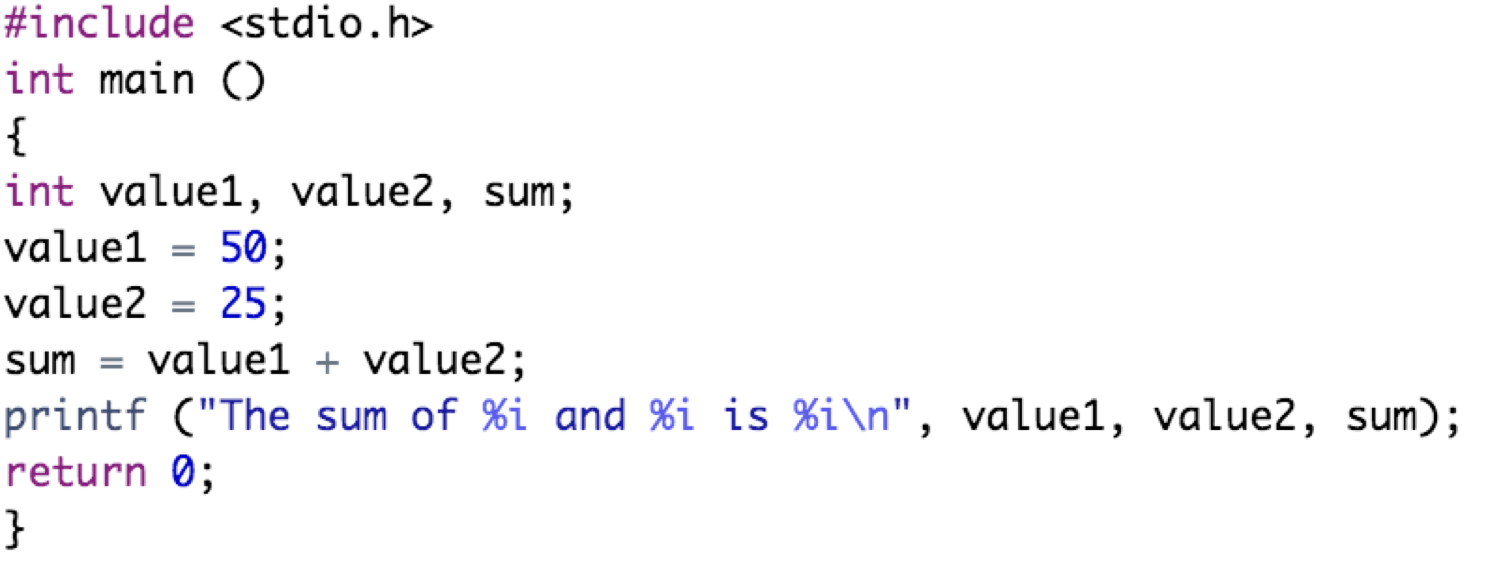 #include <stdio.h>
int main ()
{
int value1, value2, sum;
value1 = 50;
value2 = 25;
sum = value1 + value2;
printf ("The sum of %i and %i is %i\n", value1, value2, sum);
return 0;
}